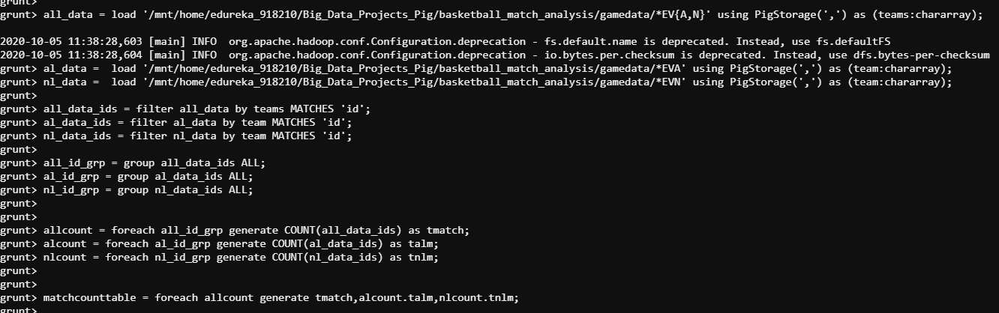 grunt>
grunt> all_data = load '/mnt/home/edureka_918210/Big_Data_Projects_Pig/basketball_match_analysis/gamedata/*EV{A,N}' using PigStorage(',') as (teams:chararray);
2020-10-05 11:38:28,603 [main] INFO  org.apache.hadoop.conf.Configuration.deprecation - fs.default.name is deprecated. Instead, use fs.defaultFS
2020-10-05 11:38:28,604 [main] INFO  org.apache.hadoop.conf.Configuration.deprecation - io.bytes.per.checksum is deprecated. Instead, use dfs.bytes-per-checksum
grunt> al_data =  load '/mnt/home/edureka_918210/Big_Data_Projects_Pig/basketball_match_analysis/gamedata/*EVA' using PigStorage(',') as (team:chararray);
grunt> nl_data =  load '/mnt/home/edureka_918210/Big_Data_Projects_Pig/basketball_match_analysis/gamedata/*EVN' using PigStorage(',') as (team:chararray);
grunt>
grunt> all_data_ids = filter all_data by teams MATCHES 'id';
grunt> al_data_ids = filter al_data by team MATCHES 'id';
grunt> nl_data_ids = filter nl_data by team MATCHES 'id';
grunt>
grunt> all_id_grp = group all_data_ids ALL;
grunt> al_id_grp = group al_data_ids ALL;
grunt> nl_id_grp = group nl_data_ids ALL;
grunt>
grunt>
grunt> allcount = foreach all_id_grp generate COUNT(all_data_ids) as tmatch;
grunt> alcount = foreach al_id_grp generate COUNT(al_data_ids) as talm;
grunt> nlcount = foreach nl_id_grp generate COUNT(nl_data_ids) as tnlm;
grunt>
grunt>
grunt> matchcounttable = foreach allcount generate tmatch,alcount.talm,nlcount.tnlm;
grunt>